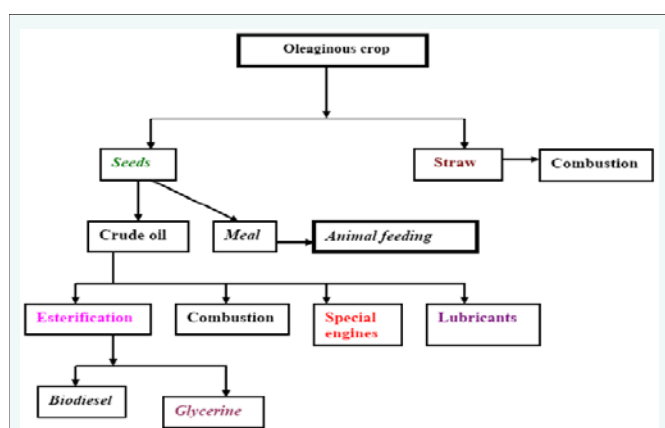 Oleaginous crop
Seeds
Straw
Combustion
Crude oil
Meal
Animal feeding
Esterification
Combustion
Special
engines
Lubricants
Biodiesel
Glycerine